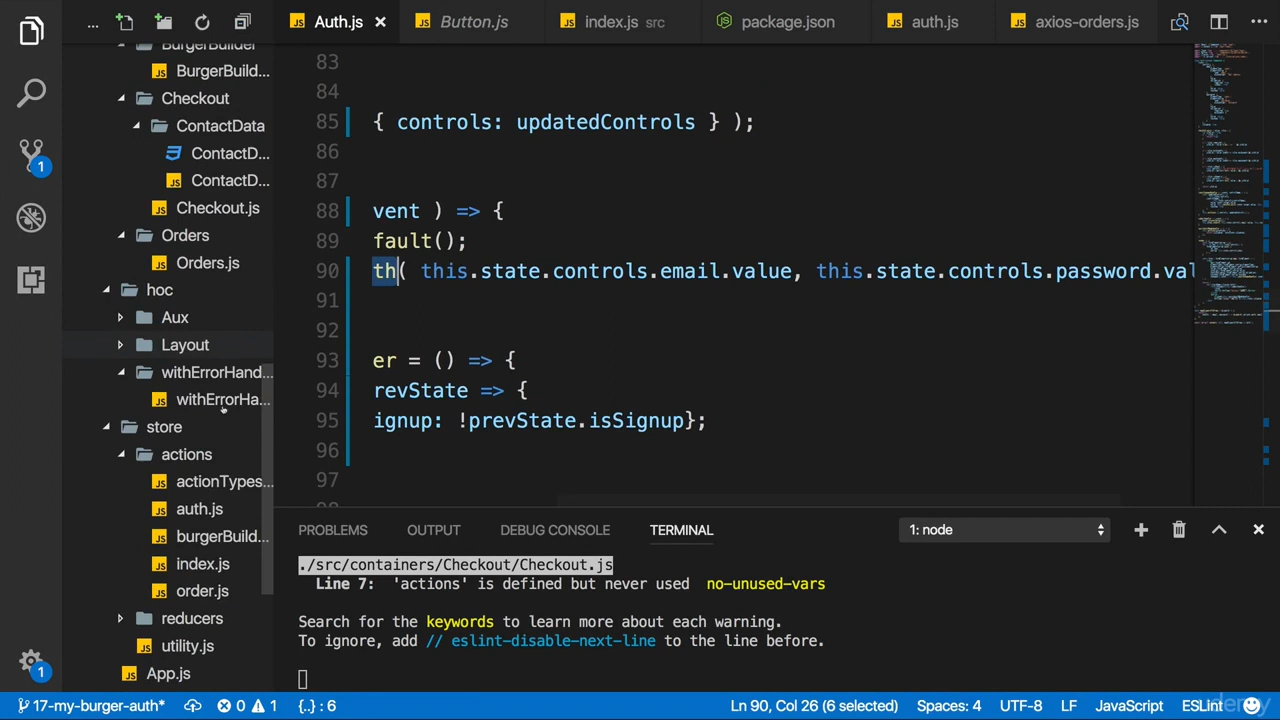 ...
Auth.js
Button.js
index.js src
package.json
auth.js
axios-orders.js
...
BurgerBuilder
BurgerBuild...
Checkout
ContactData
ContactD...
ContactD...
Checkout.js
Orders
Orders.js
hoc
Aux
Layout
withErrorHand...
withErrorHa...
store
actions
actionTypes...
auth.js
burgerBuild...
index.js
order.js
reducers
utility.js
App.js
83
84
85 { controls: updatedControls } );
86
87
88 vent ) => {
89 fault();
90 th( this.state.controls.email.value, this.state.controls.password.val
91
92
93 er = () => {
94 revState => {
95 ignup: !prevState.isSignup};
96
97
98
PROBLEMS OUTPUT DEBUG CONSOLE TERMINAL 1: node
./src/containers/Checkout/Checkout.js
Line 7: 'actions' is defined but never used no-unused-vars
Search for the keywords to learn more about each warning.
To ignore, add // eslint-disable-next-line to the line before.
1
1
17-my-burger-auth* 0 1 {..} : 6 Ln 90, Col 26 (6 selected) Spaces: 4 UTF-8 LF JavaScript ESLint
udemy